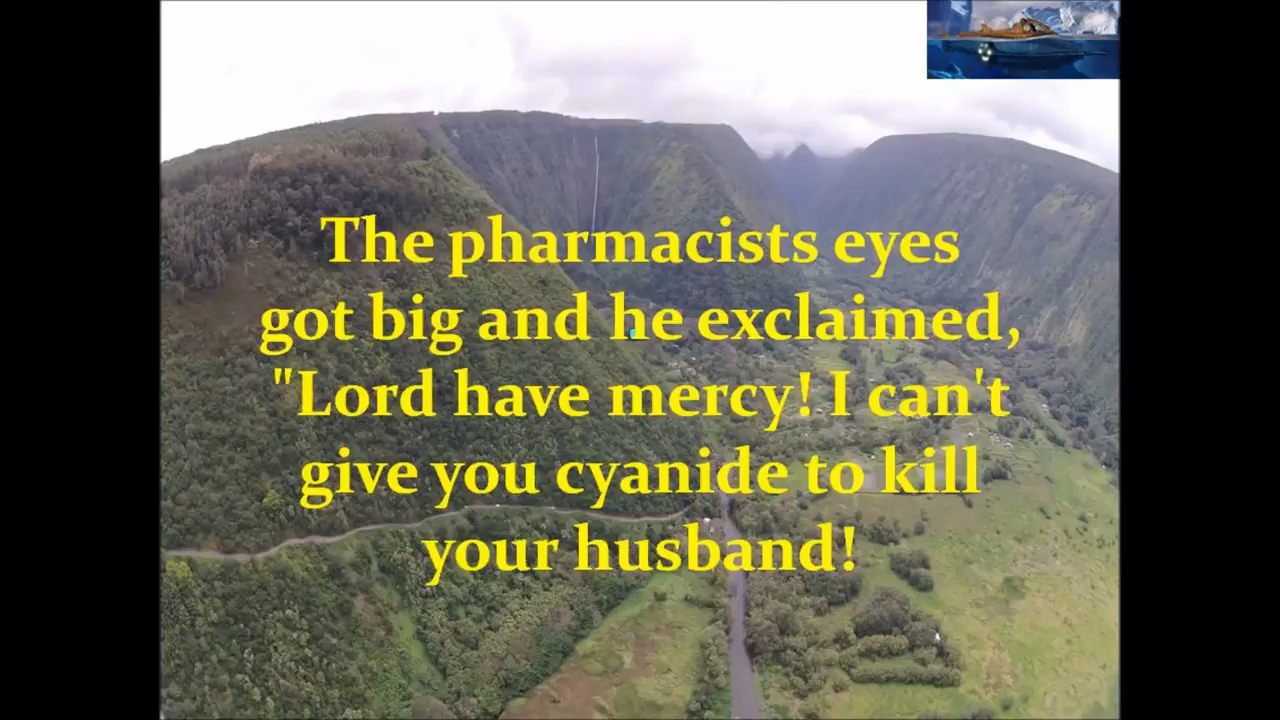 The pharmacists eyes
got big and he exclaimed,
"Lord have mercy! I can't
give you cyanide to kill
your husband!